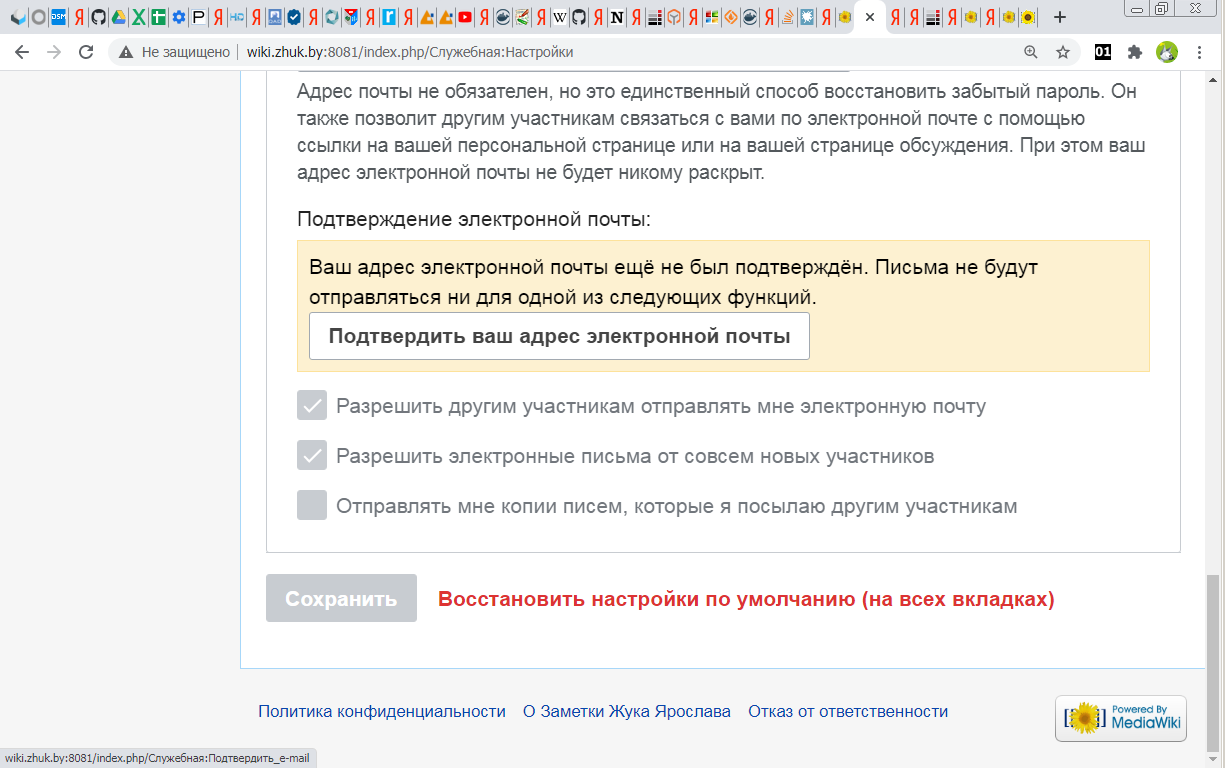 Не защищено
wiki.zhuk.by:8081/index.php/Служебная:Настройки
01
Адрес почты не обязателен, но это единственный способ восстановить забытый пароль. Он
также позволит другим участникам связаться с вами по электронной почте с помощью
ссылки на вашей персональной странице или на вашей странице обсуждения. При этом ваш
адрес электронной почты не будет никому раскрыт.
Подтверждение электронной почты:
Ваш адрес электронной почты ещё не был подтверждён. Письма не будут
отправляться ни для одной из следующих функций.
Подтвердить ваш адрес электронной почты
Разрешить другим участникам отправлять мне электронную почту
Разрешить электронные письма от совсем новых участников
Отправлять мне копии писем, которые я посылаю другим участникам
Сохранить
Восстановить настройки по умолчанию (на всех вкладках)
Политика конфиденциальности
О Заметки Жука Ярослава
Отказ от ответственности
Powered By
MediaWiki
wiki.zhuk.by:8081/index.php/Служебная:Подтвердить_e-mail